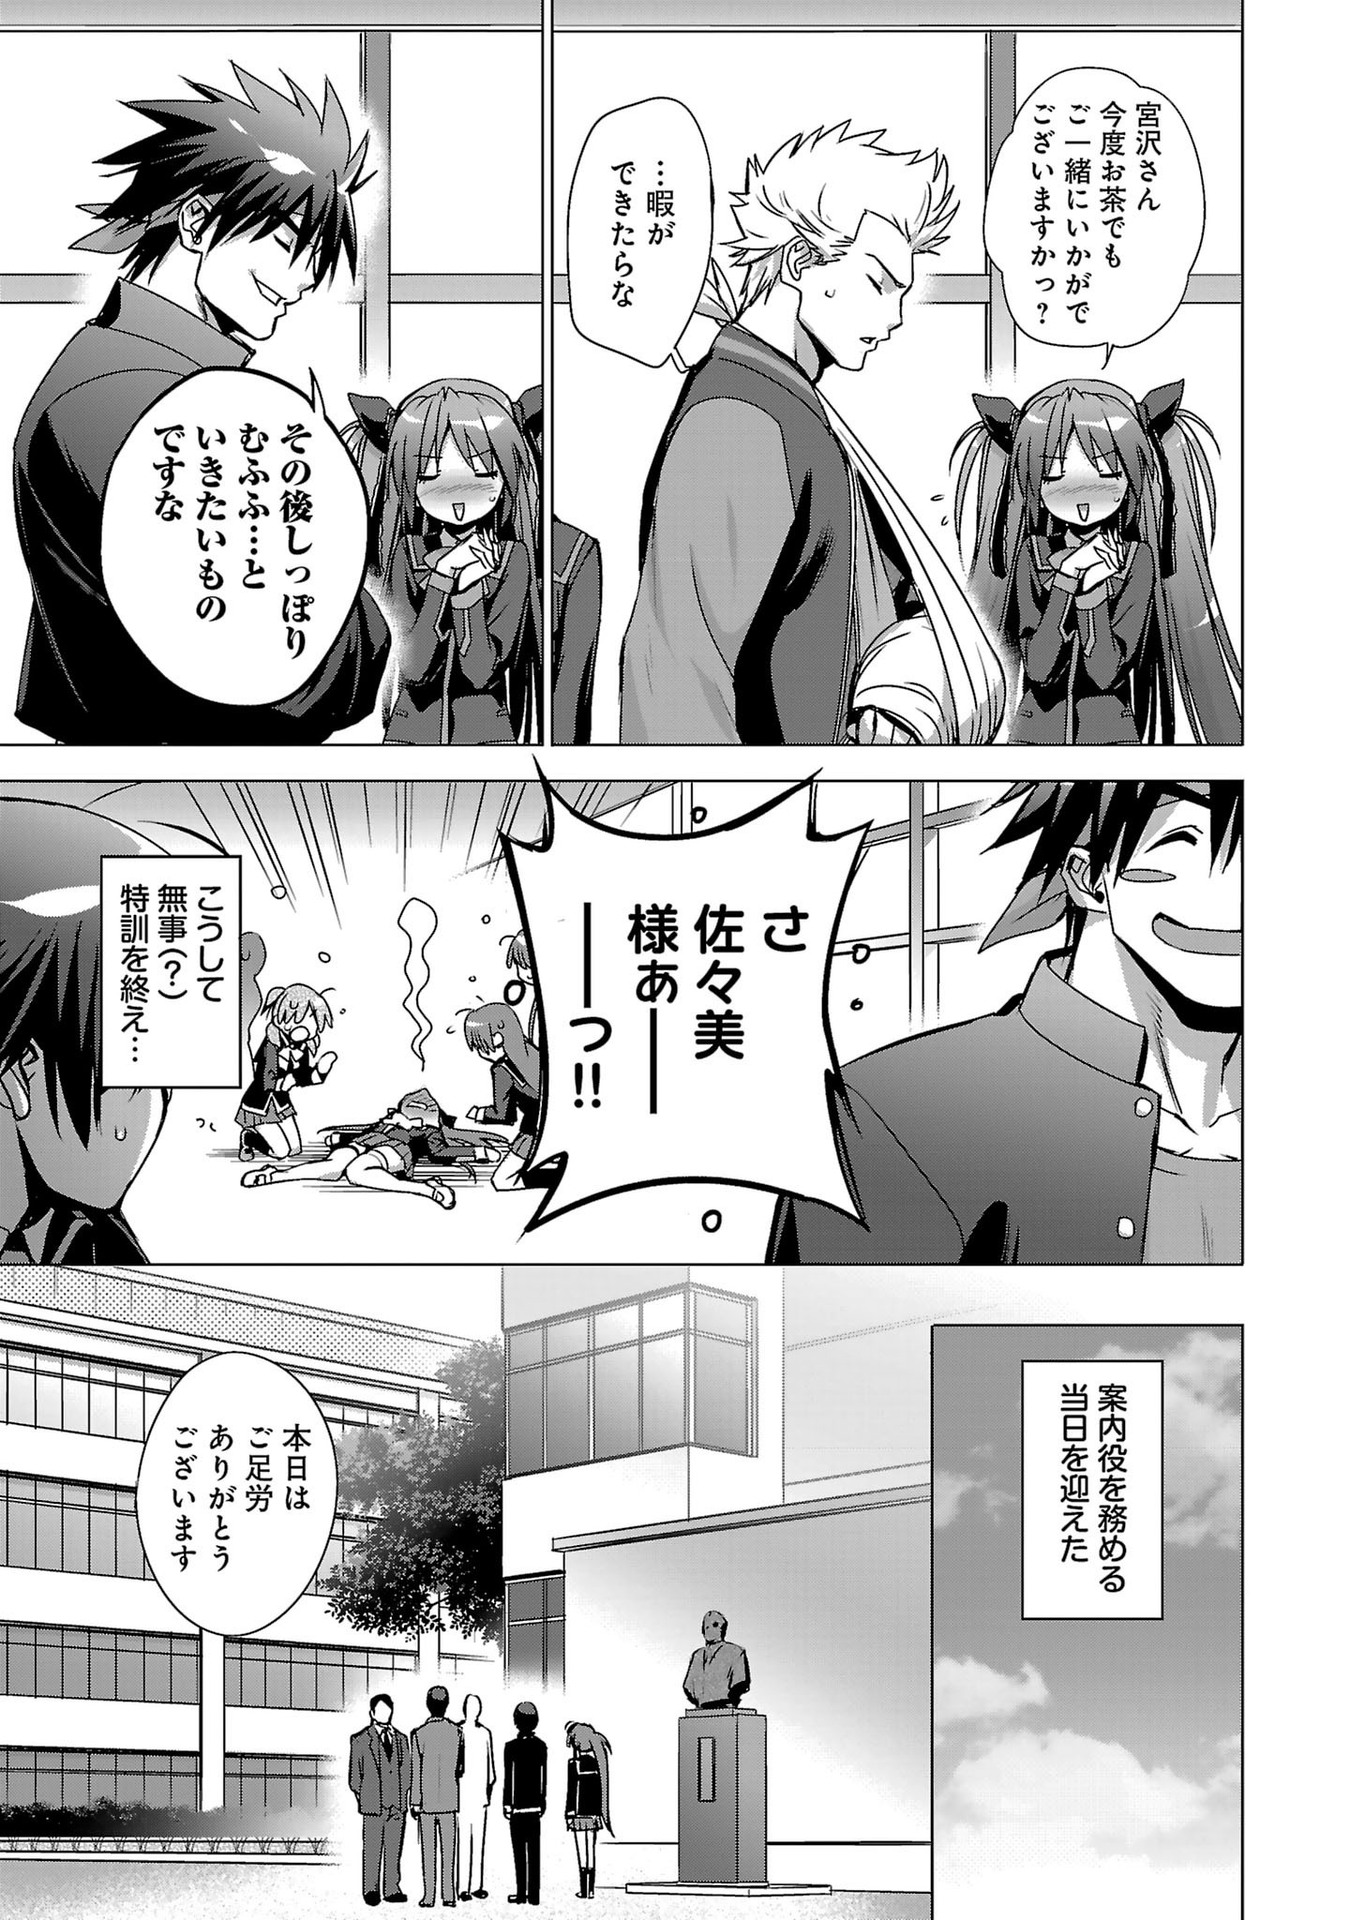 宮沢さん
今度お茶でも
ご一緒にいかがで
ございますかっ？
…暇が
できたらな
その後しっぽり
むふふ…と
いきたいもの
ですな
さ
佐々美
様ぁ――
――っ!!
こうして
無事(？)
特訓を終え…
案内役を務める
当日を迎えた
本日は
ご足労
ありがとう
ございます